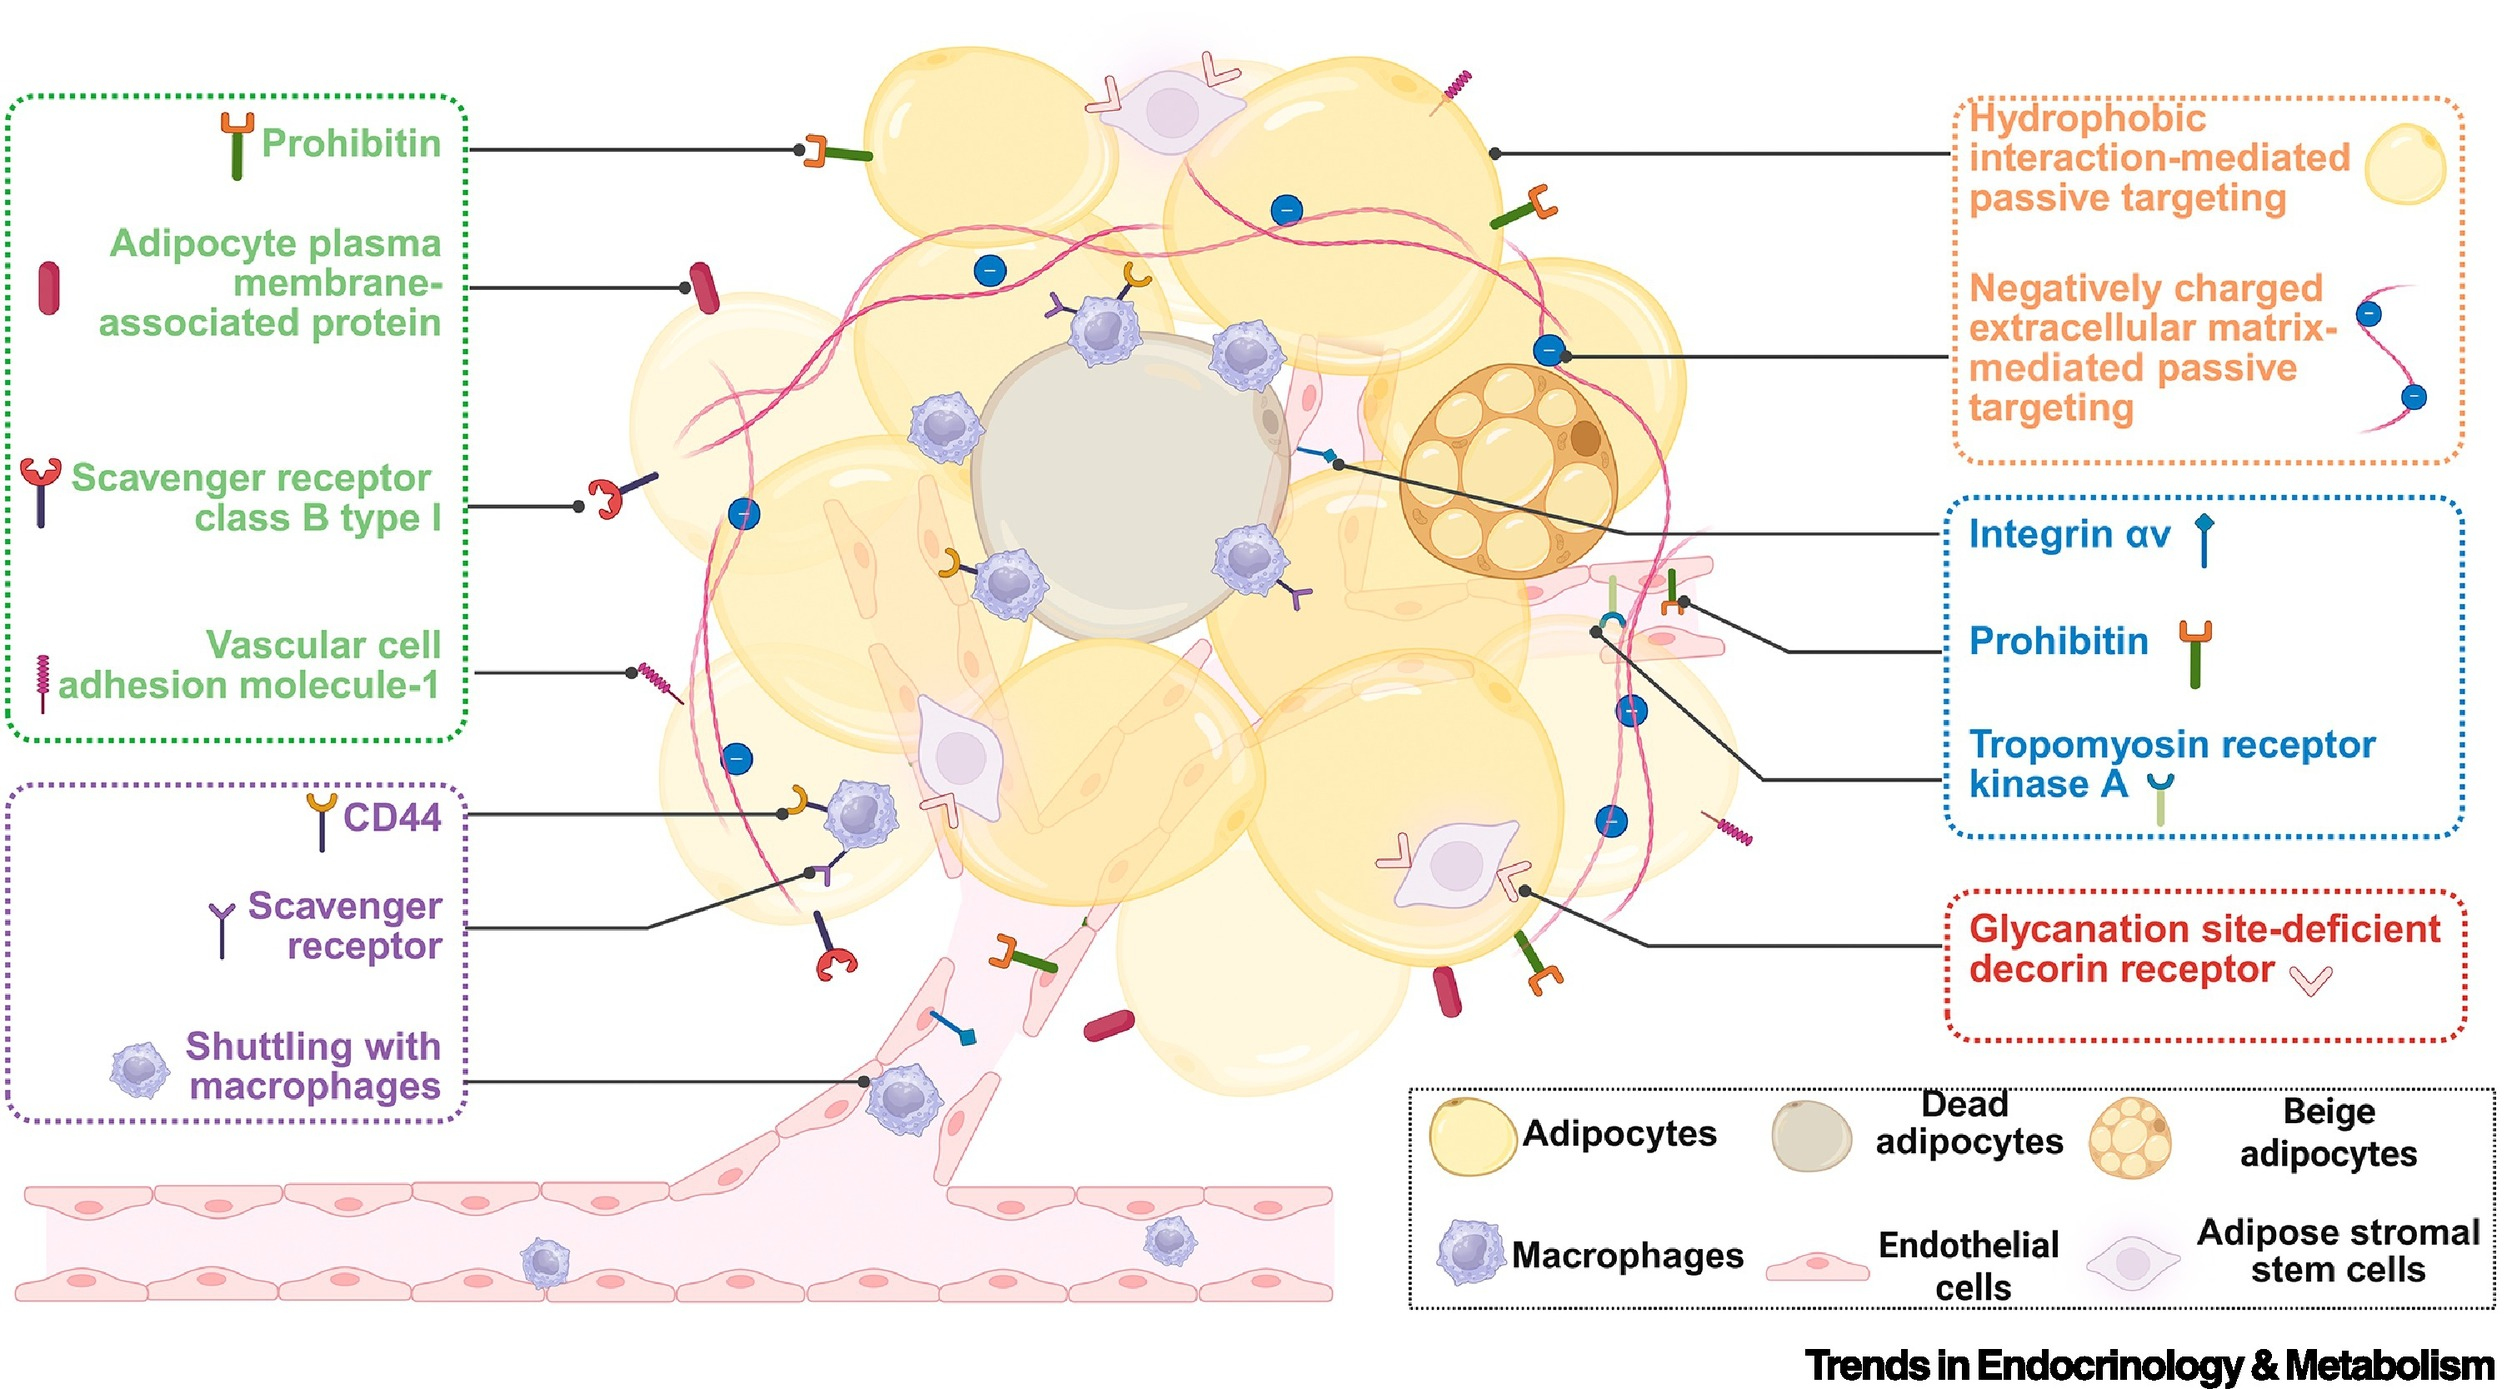 Prohibitin
Adipocyte plasma
membrane-
associated protein
Scavenger receptor
class B type I
Vascular cell
adhesion molecule-1
CD44
Scavenger
receptor
Shuttling with
macrophages
Hydrophobic
interaction-mediated
passive targeting
Negatively charged
extracellular matrix-
mediated passive
targeting
Integrin αv
Prohibitin
Tropomyosin receptor
kinase A
Glycanation site-deficient
decorin receptor
Adipocytes
Dead
adipocytes
Beige
adipocytes
Macrophages
Endothelial
cells
Adipose stromal
stem cells
Trends in Endocrinology & Metabolism